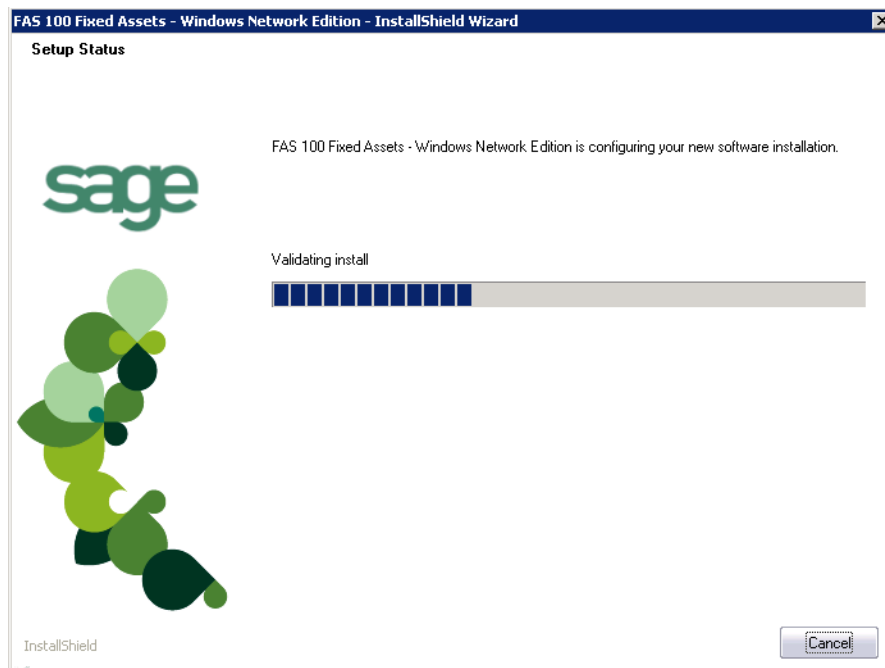 FAS 100 Fixed Assets - Windows Network Edition - InstallShield Wizard
Setup Status
FAS 100 Fixed Assets - Windows Network Edition is configuring your new software installation.
sage
Validating install
InstallShield
Cancel